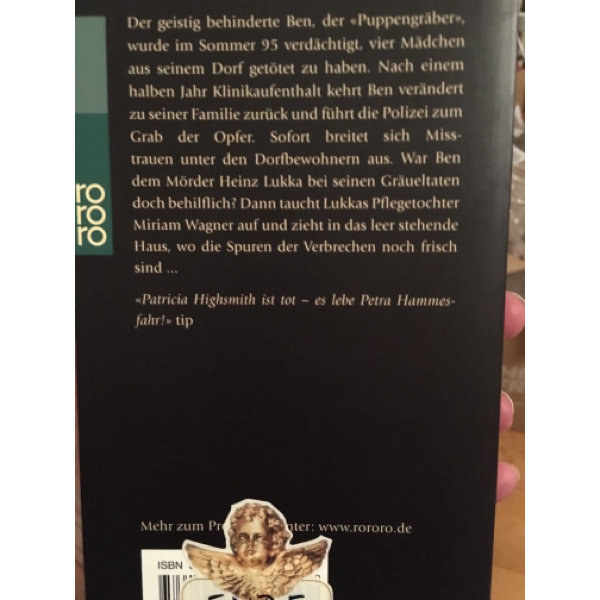 Der geistig behinderte Ben, der «Puppengräber»,
wurde im Sommer 95 verdächtigt, vier Mädchen
aus seinem Dorf getötet zu haben. Nach einem
halben Jahr Klinikaufenthalt kehrt Ben verändert
zu seiner Familie zurück und führt die Polizei zum
Grab der Opfer. Sofort breitet sich Miss-
trauen unter den Dorfbewohnern aus. War Ben
dem Mörder Heinz Lukka bei seinen Gräueltaten
doch behilflich? Dann taucht Lukkas Pflegetochter
Miriam Wagner auf und zieht in das leer stehende
Haus, wo die Spuren der Verbrechen noch frisch
sind ...
«Patricia Highsmith ist tot – es lebe Petra Hammes-
fahr!» tip
ro
ro
ro
Mehr zum www.rororo.de
ISBN